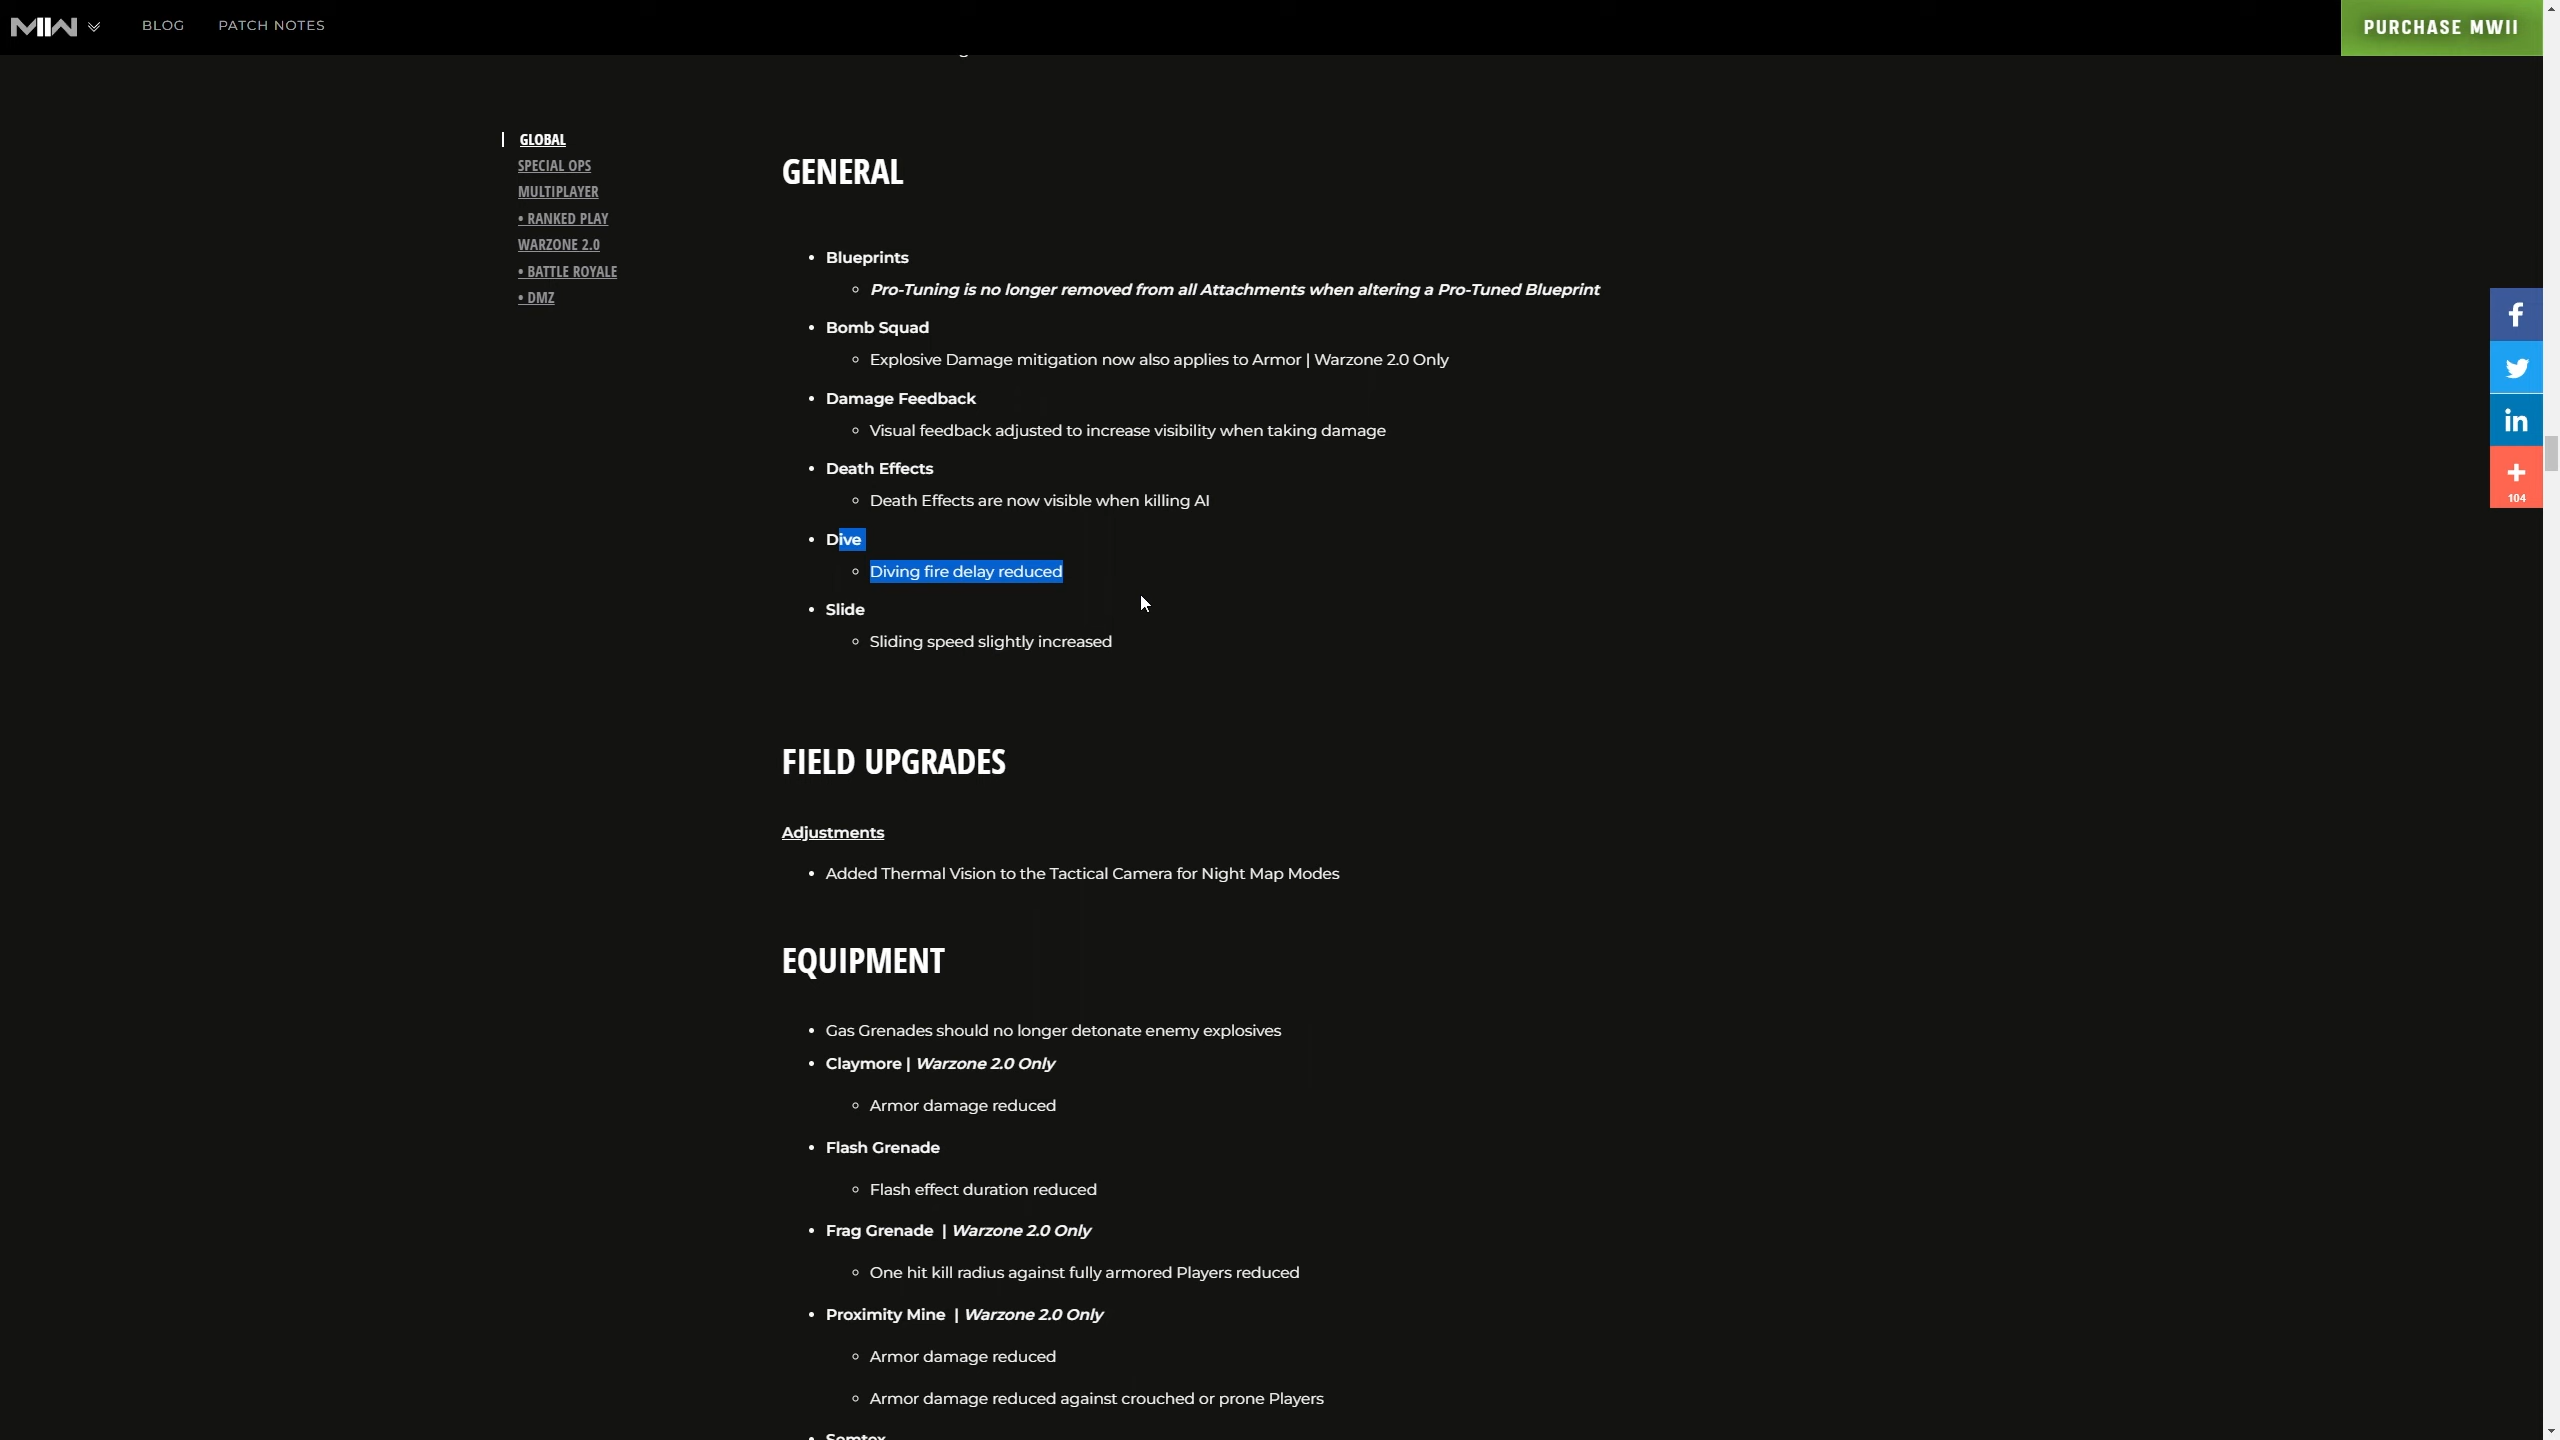 MIIW
BLOG
PATCH NOTES
PURCHASE MWII
GLOBAL
SPECIAL OPS
MULTIPLAYER
• RANKED PLAY
WARZONE 2.0
• BATTLE ROYALE
• DMZ
GENERAL
• Blueprints
◦ Pro-Tuning is no longer removed from all Attachments when altering a Pro-Tuned Blueprint
• Bomb Squad
◦ Explosive Damage mitigation now also applies to Armor | Warzone 2.0 Only
• Damage Feedback
◦ Visual feedback adjusted to increase visibility when taking damage
• Death Effects
◦ Death Effects are now visible when killing AI
• Dive
◦ Diving fire delay reduced
• Slide
◦ Sliding speed slightly increased
FIELD UPGRADES
Adjustments
• Added Thermal Vision to the Tactical Camera for Night Map Modes
EQUIPMENT
• Gas Grenades should no longer detonate enemy explosives
• Claymore | Warzone 2.0 Only
◦ Armor damage reduced
• Flash Grenade
◦ Flash effect duration reduced
• Frag Grenade | Warzone 2.0 Only
◦ One hit kill radius against fully armored Players reduced
• Proximity Mine | Warzone 2.0 Only
◦ Armor damage reduced
◦ Armor damage reduced against crouched or prone Players
• Semtex
f
in
+
104